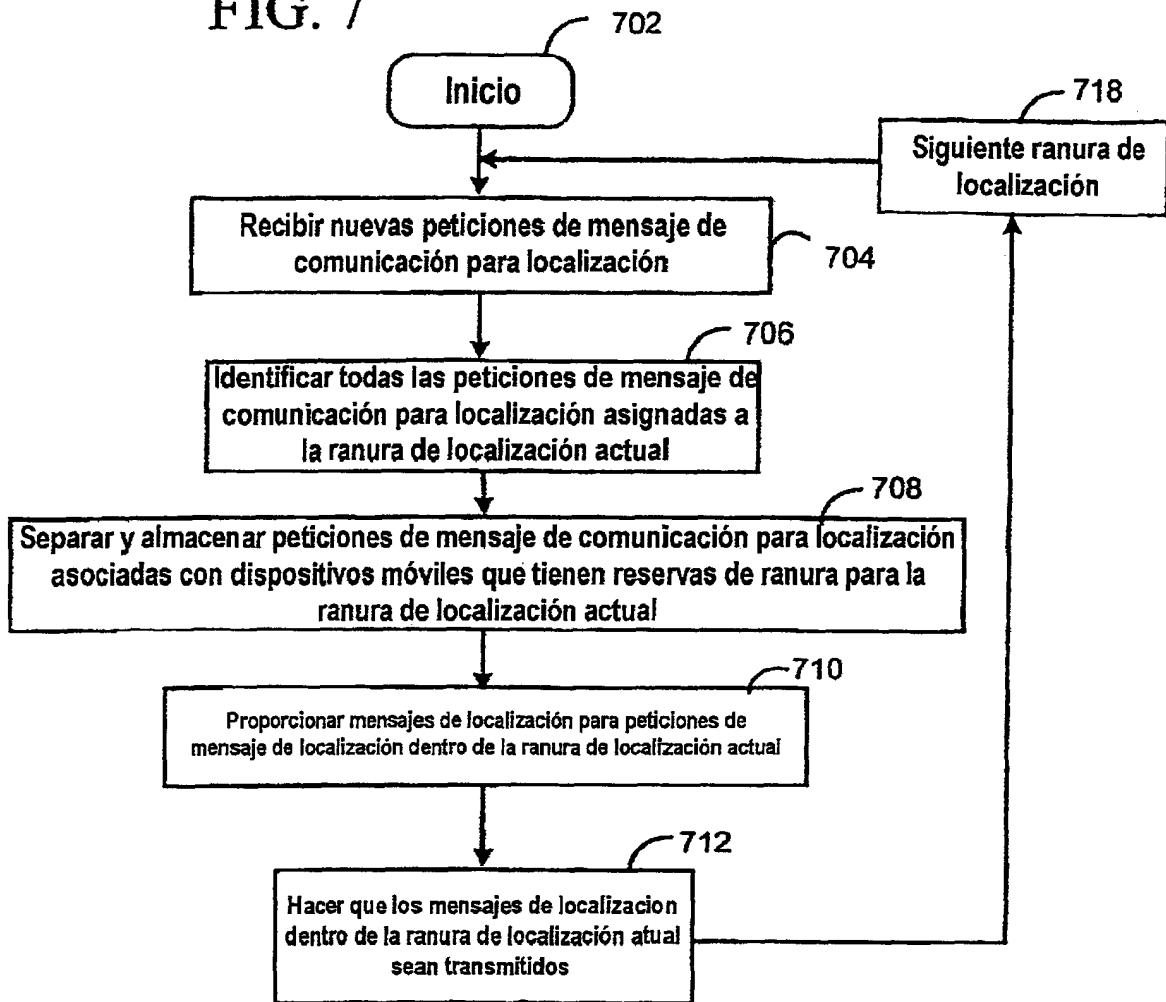 FIG. 7
702
Inicio
718
Siguiente ranura de
localización
Recibir nuevas peticiones de mensaje de
comunicación para localización
704
706
Identificar todas las peticiones de mensaje de
comunicación para localización asignadas a
la ranura de localización actual
708
Separar y almacenar peticiones de mensaje de comunicación para localización
asociadas con dispositivos móviles que tienen reservas de ranura para la
ranura de localización actual
710
Proporcionar mensajes de localización para peticiones de
mensaje de localización dentro de la ranura de localización actual
712
Hacer que los mensajes de localizacion
dentro de la ranura de localización atual
sean transmitidos